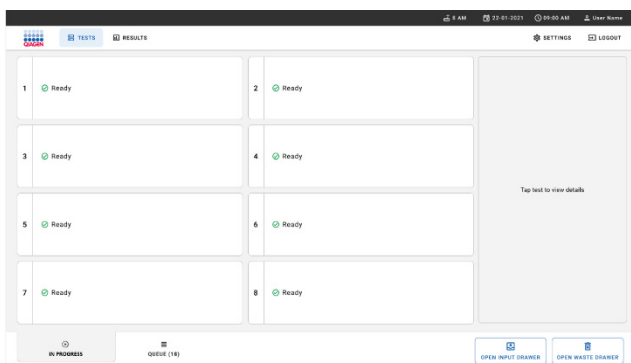 8 AM 22-01-2021 09:00 AM User Name
QIAGEN TESTS RESULTS SETTINGS LOGOUT
1 Ready 2 Ready
3 Ready 4 Ready
Tap test to view details
5 Ready 6 Ready
7 Ready 8 Ready
IN PROGRESS QUEUE (18) OPEN INPUT DRAWER OPEN WASTE DRAWER